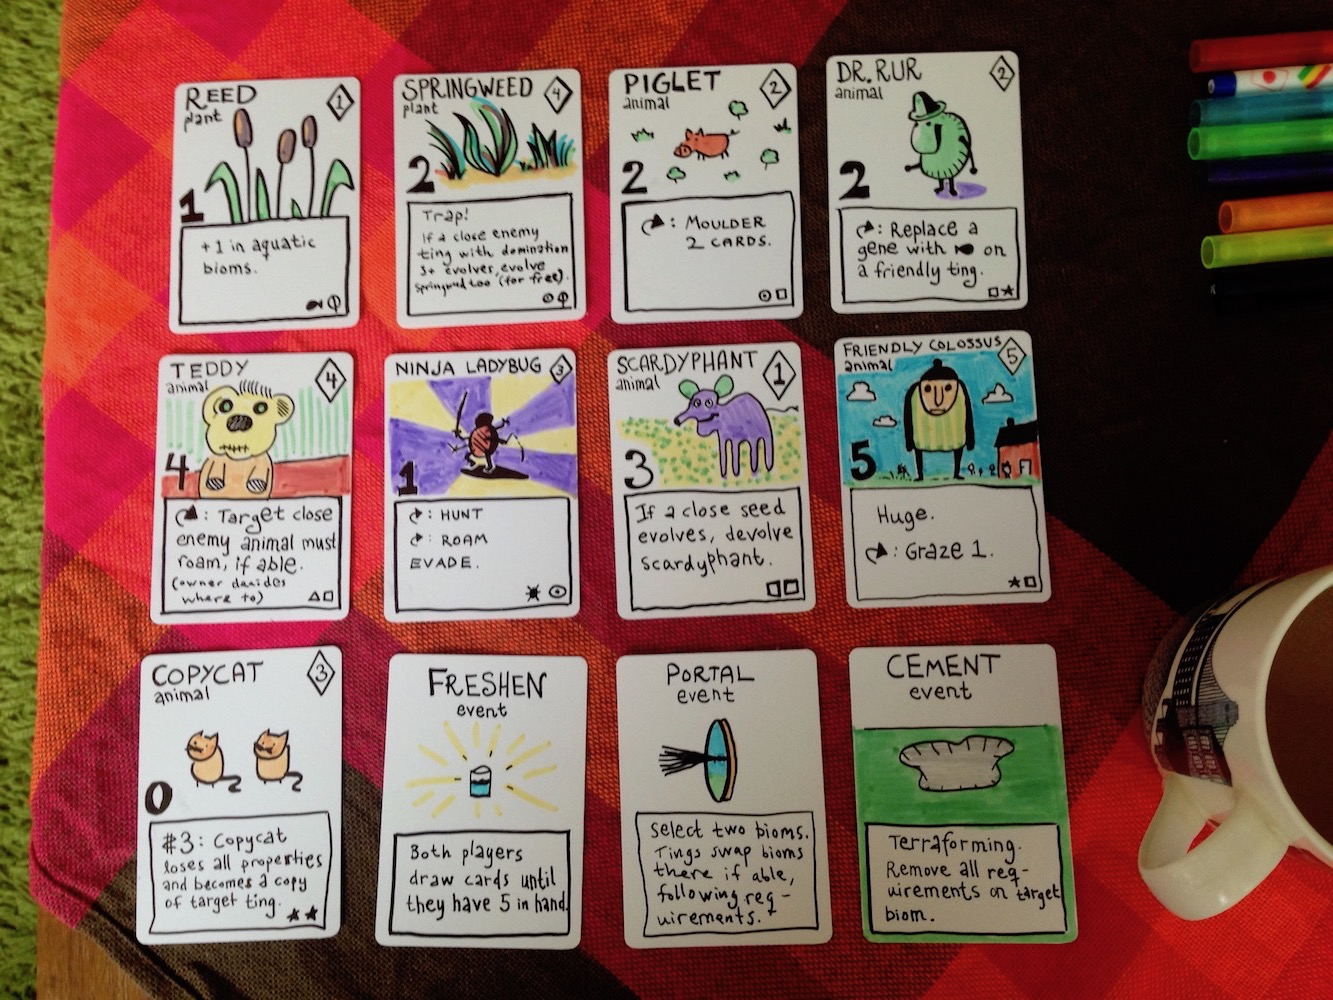 REED
plant
1
1
+1 in aquatic
bioms.
SPRINGWEED
plant
4
2
Trap!
If a close enemy
ting with domination
3+ evolves, evolve
Springweed too (for free).
PIGLET
animal
2
2
: MOULDER
2 CARDS.
DR. RUR
animal
2
2
: Replace a
gene with on
a friendly ting.
TEDDY
animal
4
4
: Target close
enemy animal must
roam, if able.
(owner decides
where to)
NINJA LADYBUG
3
1
: HUNT
: ROAM
EVADE.
SCARDYPHANT
animal
1
3
If a close seed
evolves, devolve
scardyphant.
FRIENDLY COLOSSUS
animal
5
5
Huge.
: Graze 1.
COPYCAT
animal
3
0
#3: Copycat
loses all properties
and becomes a copy
of target ting.
FRESHEN
event
Both players
draw cards until
they have 5 in hand.
PORTAL
event
Select two bioms.
Tings swap bioms
there if able,
following req-
uirements.
CEMENT
event
Terraforming.
Remove all req-
uirements on target
biom.